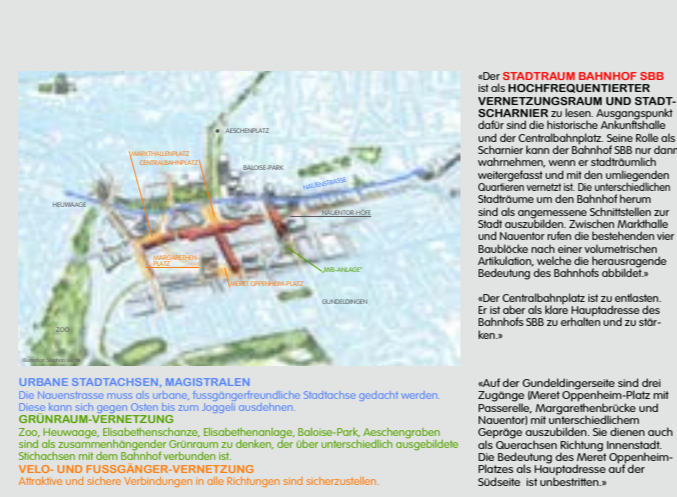 AESCHENPLATZ
MARKTHALLENPLATZ
CENTRALBAHNPLATZ
BALOISE-PARK
NAUENSTRASSE
HEUWAAGE
NAUENTOR-HÖFE
MARGARETHEN-
PLATZ
„IWB-ANLAGE"
MERET OPPENHEIM-PLATZ
GUNDELDINGEN
ZOO
URBANE STADTACHSEN, MAGISTRALEN
Die Nauenstrasse muss als urbane, fussgängerfreundliche Stadtachse gedacht werden.
Diese kann sich gegen Osten bis zum Joggeli ausdehnen.
GRÜNRAUM-VERNETZUNG
Zoo, Heuwaage, Elisabethenschanze, Elisabethenanlage, Baloise-Park, Aeschengraben
sind als zusammenhängender Grünraum zu denken, der über unterschiedlich ausgebildete
Stichachsen mit dem Bahnhof verbunden ist.
VELO- UND FUSSGÄNGER-VERNETZUNG
Attraktive und sichere Verbindungen in alle Richtungen sind sicherzustellen.
«Der STADTRAUM BAHNHOF SBB
ist als HOCHFREQUENTIERTER
VERNETZUNGSRAUM UND STADT-
SCHARNIER zu lesen. Ausgangspunkt
dafür sind die historische Ankunftshalle
und der Centralbahnplatz. Seine Rolle als
Scharnier kann der Bahnhof SBB nur dann
wahrnehmen, wenn er stadträumlich
weitergefasst und mit den umliegenden
Quartieren vernetzt ist. Die unterschiedlichen
Stadträume um den Bahnhof herum
sind als angemessene Schnittstellen zur
Stadt auszubilden. Zwischen Markthalle
und Nauentor rufen die bestehenden vier
Baublöcke nach einer volumetrischen
Artikulation, welche die herausragende
Bedeutung des Bahnhofs abbildet.»
«Der Centralbahnplatz ist zu entlasten.
Er ist aber als klare Hauptadresse des
Bahnhofs SBB zu erhalten und zu stär-
ken.»
«Auf der Gundeldingerseite sind drei
Zugänge (Meret Oppenheim-Platz mit
Passerelle, Margarethenbrücke und
Nauentor) mit unterschiedlichem
Gepräge auszubilden. Sie dienen auch
als Querachsen Richtung Innenstadt.
Die Bedeutung des Meret Oppenheim-
Platzes als Hauptadresse auf der
Südseite ist unbestritten.»